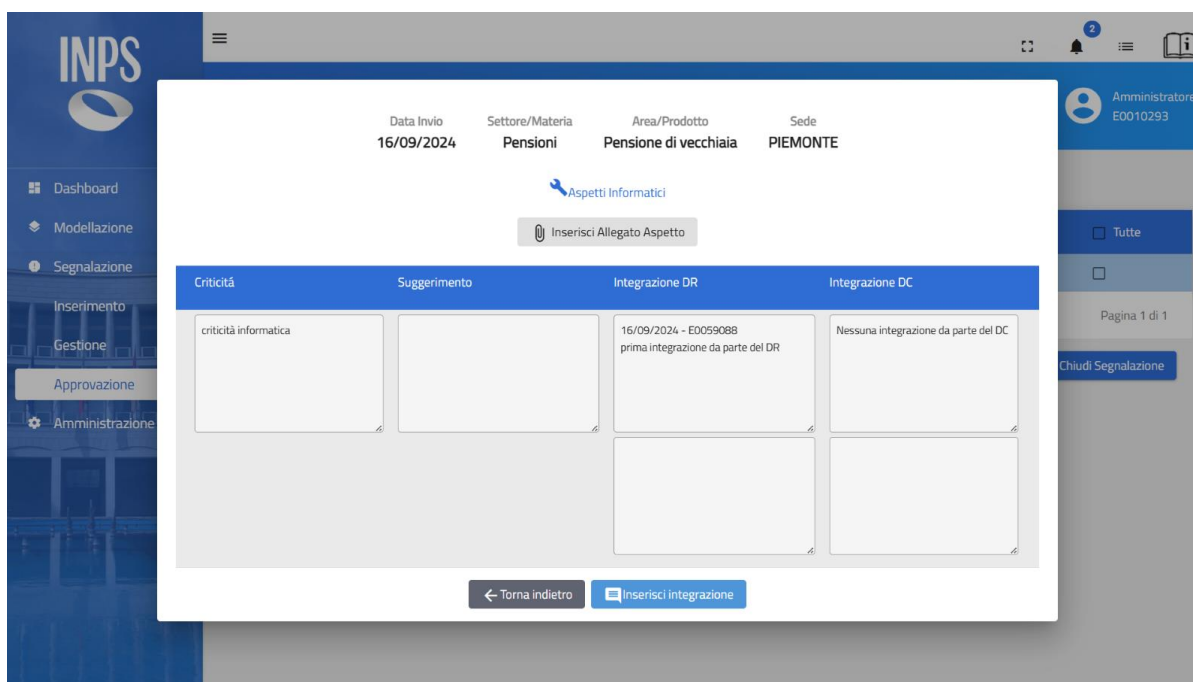 INPS
2
i
Amministratore
E0010293
Data Invio
Settore/Materia
Area/Prodotto
Sede
16/09/2024
Pensioni
Pensione di vecchiaia
PIEMONTE
Aspetti Informatici
Inserisci Allegato Aspetto
Dashboard
Modellazione
Segnalazione
Inserimento
Gestione
Approvazione
Amministrazione
Tutte
Pagina 1 di 1
Chiudi Segnalazione
Criticitá
Suggerimento
Integrazione DR
Integrazione DC
criticità informatica
16/09/2024 - E0059088
prima integrazione da parte del DR
Nessuna integrazione da parte del DC
Torna indietro
Inserisci integrazione